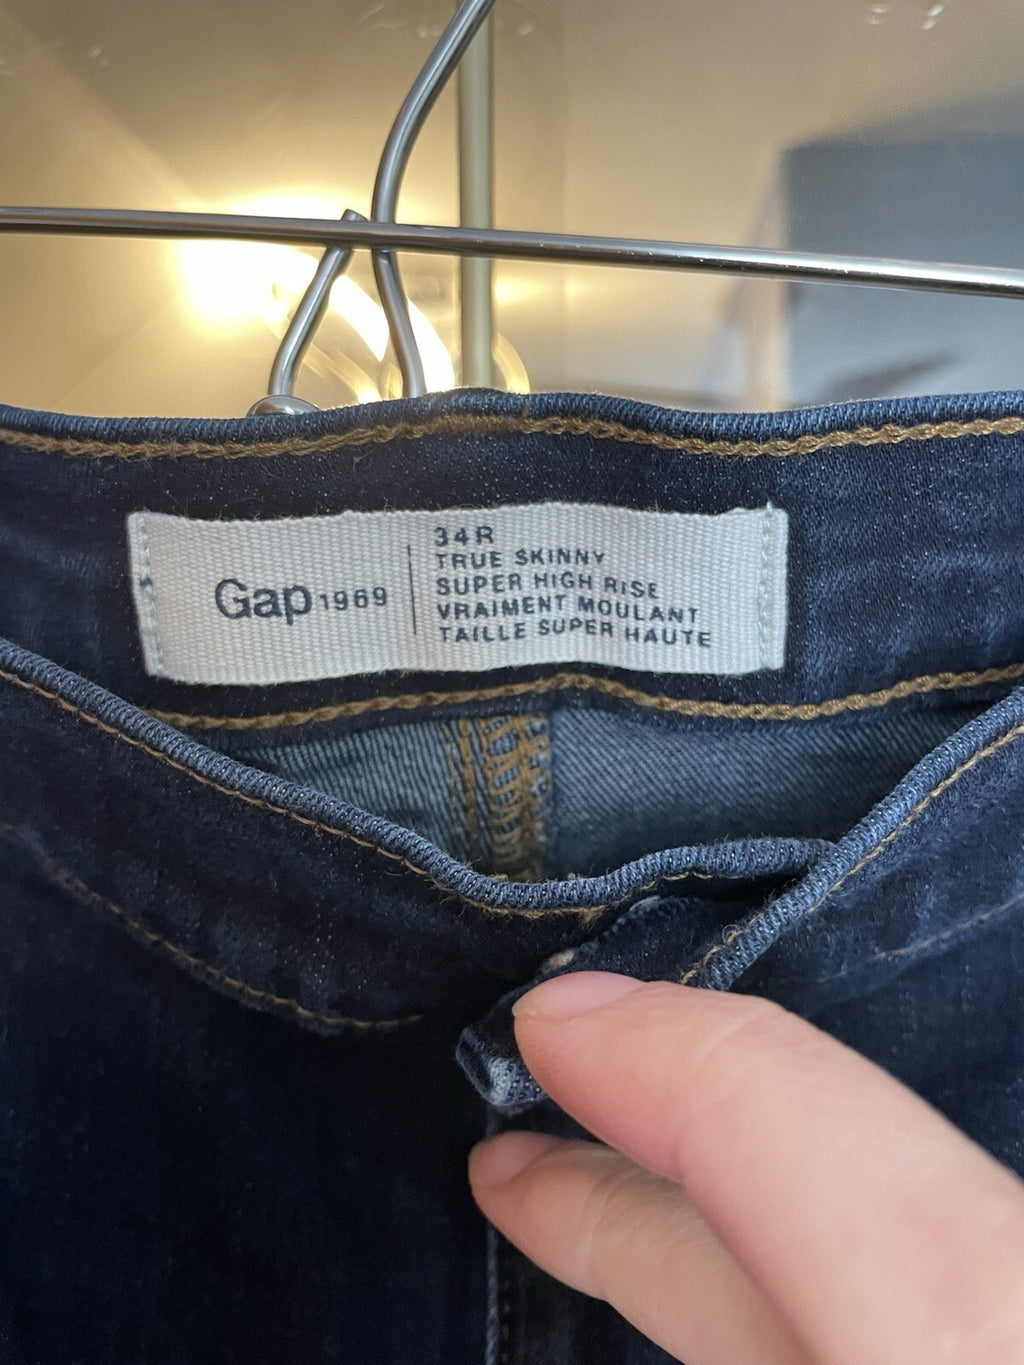 Gap 1969
34R
TRUE SKINNY
SUPER HIGH RISE
VRAIMENT MOULANT
TAILLE SUPER HAUTE